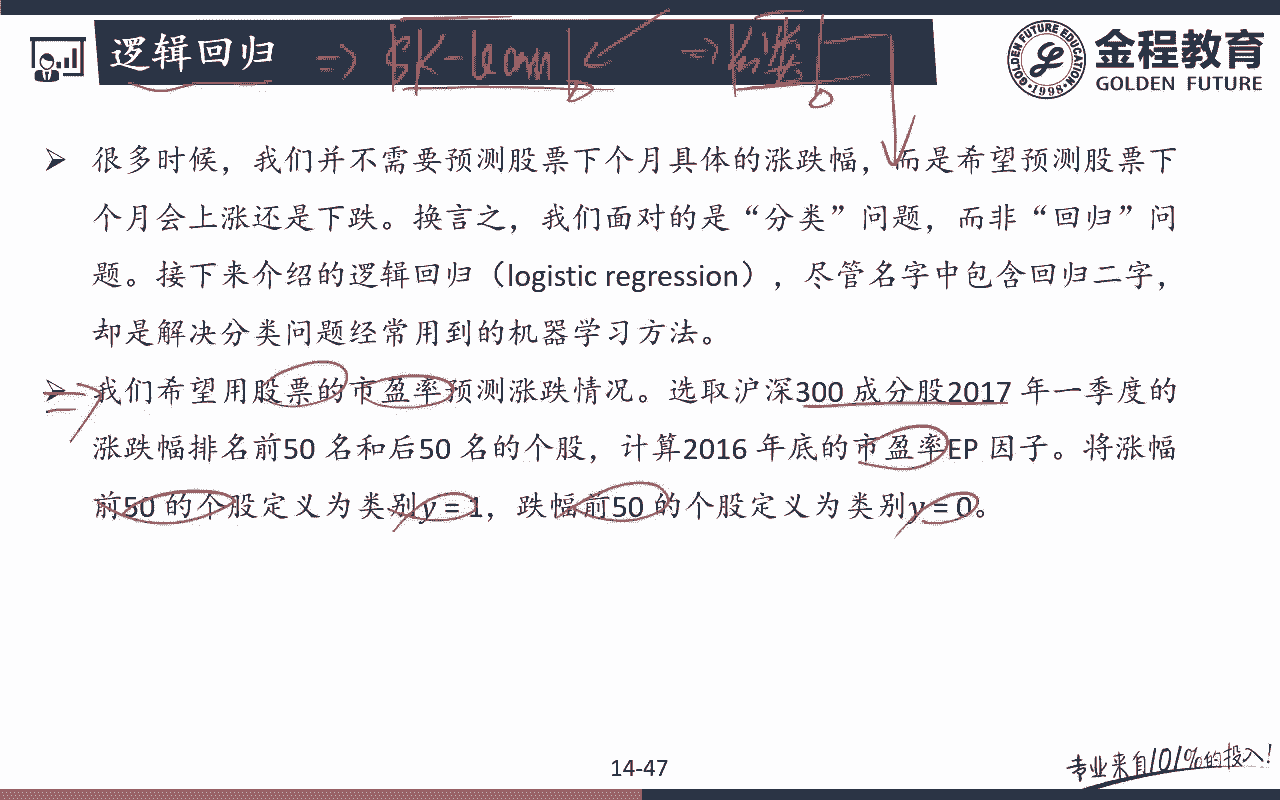 逻辑回归 => SK-learn => 分类
金程教育
GOLDEN FUTURE
GOLDEN FUTURE EDUCATION
·1998·
➢ 很多时候，我们并不需要预测股票下个月具体的涨跌幅，而是希望预测股票下
个月会上涨还是下跌。换言之，我们面对的是“分类”问题，而非“回归”问
题。接下来介绍的逻辑回归（logistic regression），尽管名字中包含回归二字，
却是解决分类问题经常用到的机器学习方法。
➢ 我们希望用股票的市盈率预测涨跌情况。选取沪深300 成分股2017 年一季度的
涨跌幅排名前50 名和后50 名的个股，计算2016 年底的市盈率EP 因子。将涨幅
前50 的个股定义为类别y = 1，跌幅前50 的个股定义为类别y = 0。
14-47
专业来自101%的投入!